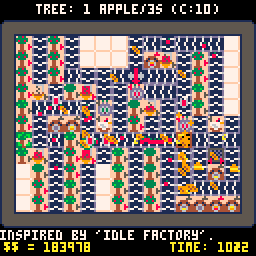 TREE: 1 APPLE/3S (C:10)
INSPIRED BY 'IDLE FACTORY'.
$$ = 183978 TIME: 1022